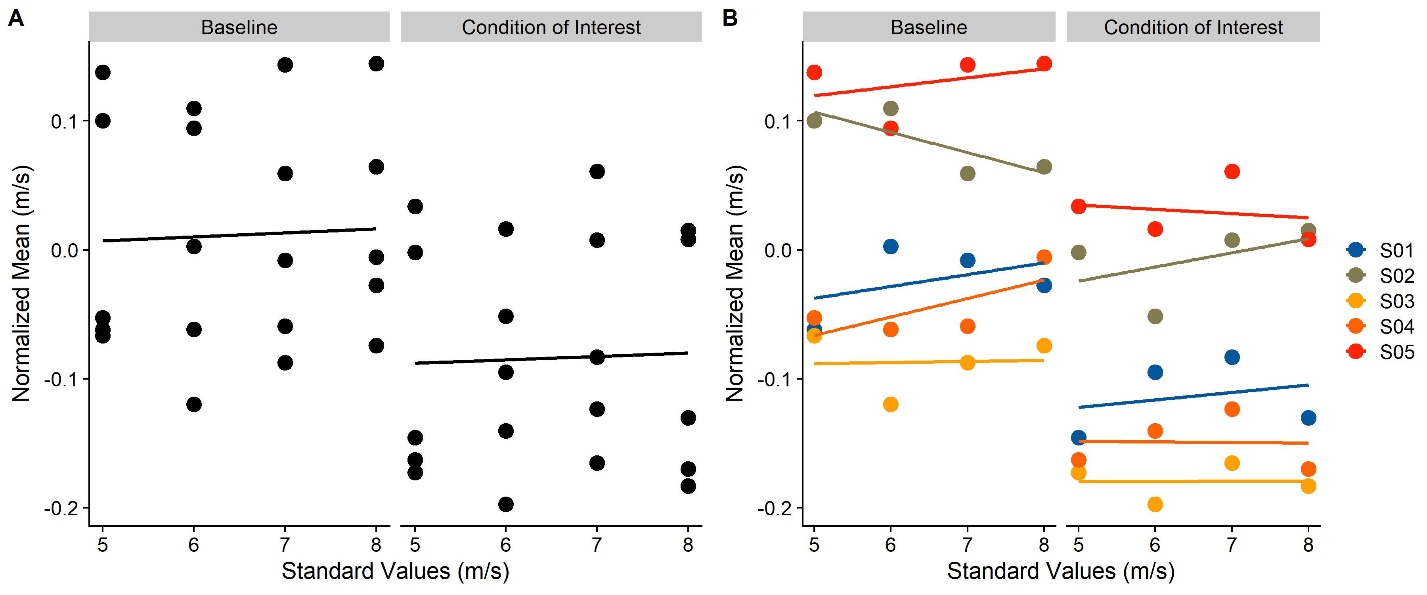 A
B
Baseline
Condition of Interest
Baseline
Condition of Interest
Normalized Mean (m/s)
0.1
0.0
-0.1
-0.2
5 6 7 8 5 6 7 8
Standard Values (m/s)
Normalized Mean (m/s)
0.1
0.0
-0.1
-0.2
5 6 7 8 5 6 7 8
Standard Values (m/s)
S01
S02
S03
S04
S05